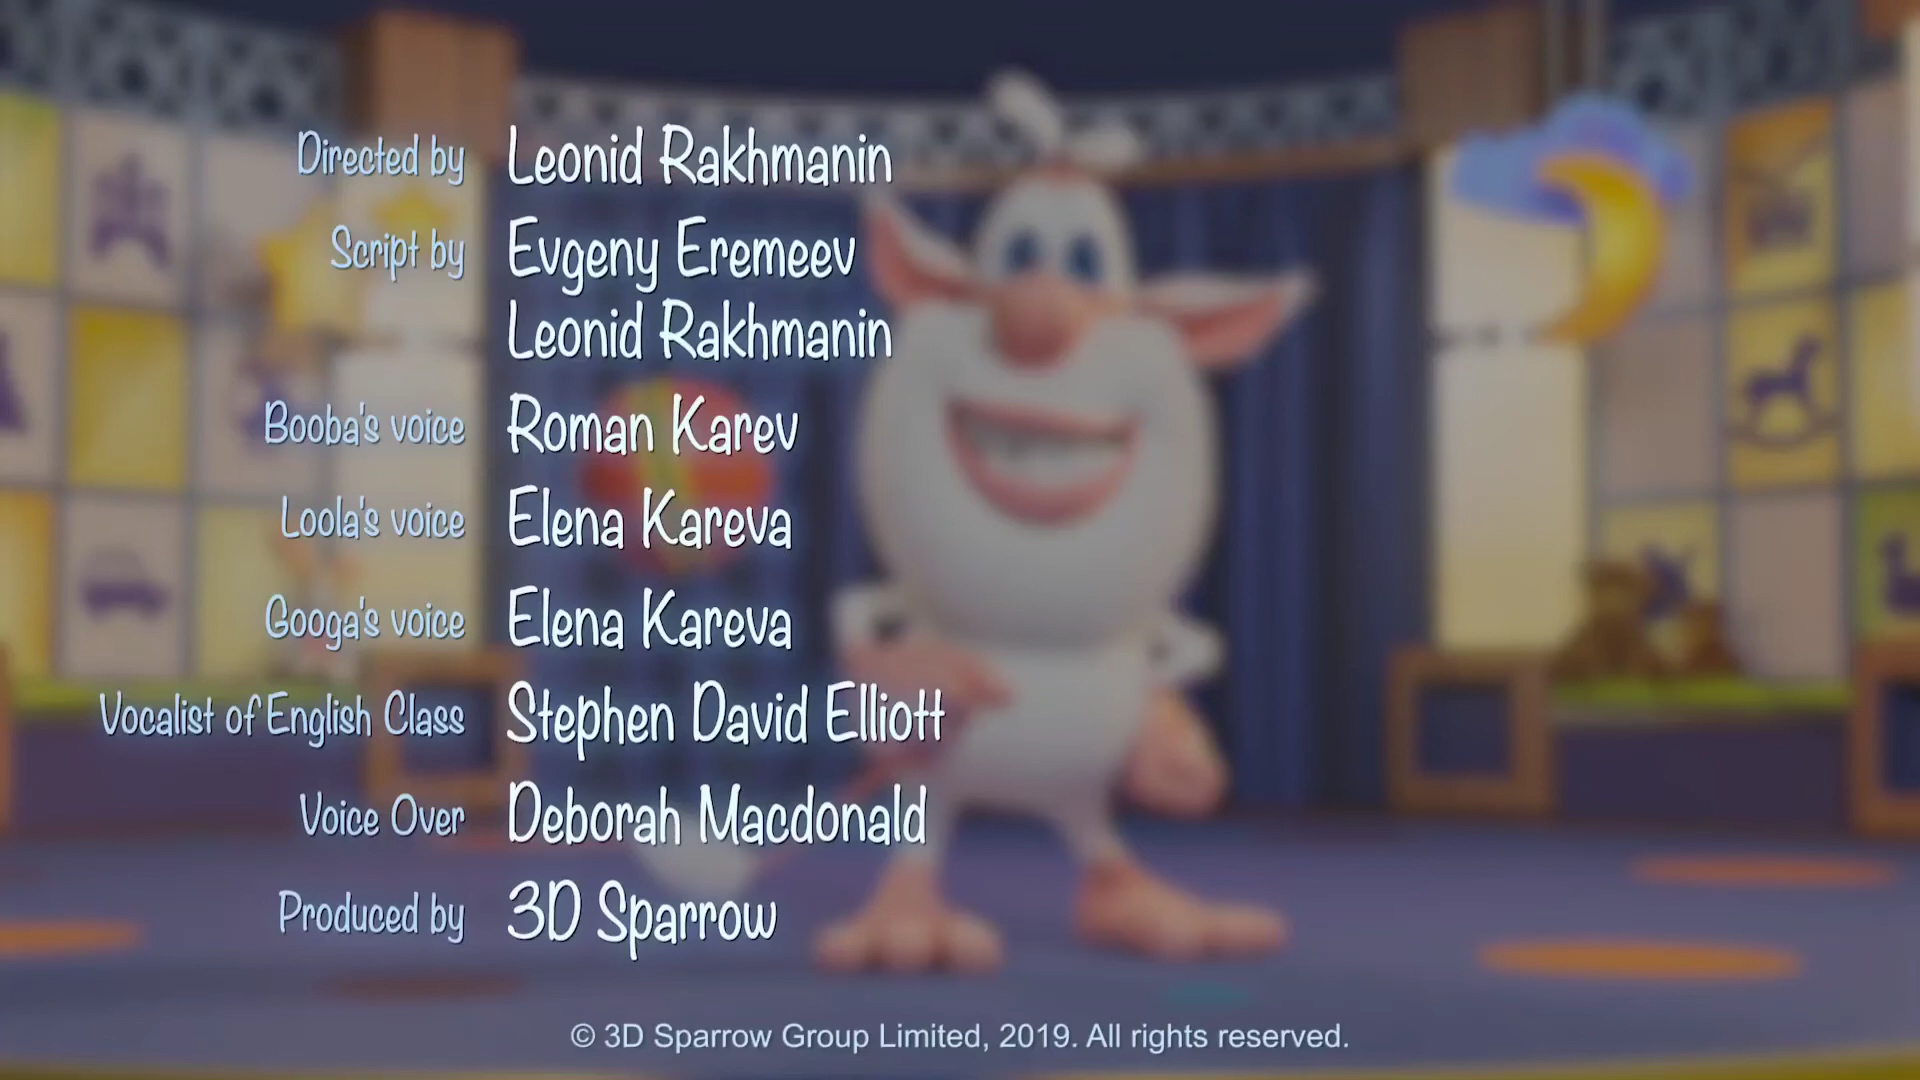 Directed by Leonid Rakhmanin
Script by Evgeny Eremeev
Leonid Rakhmanin
Booba's voice Roman Karev
Loola's voice Elena Kareva
Googa's voice Elena Kareva
Vocalist of English Class Stephen David Elliott
Voice Over Deborah Macdonald
Produced by 3D Sparrow
© 3D Sparrow Group Limited, 2019. All rights reserved.